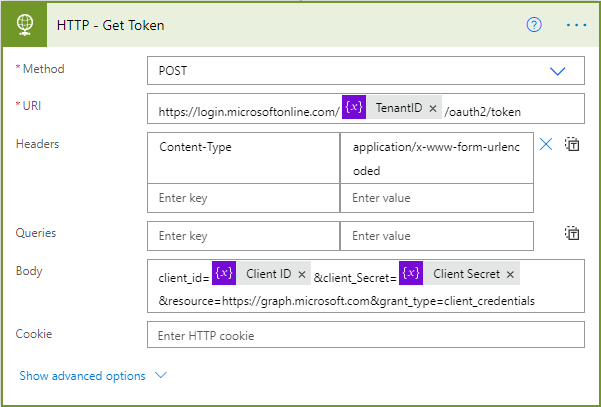 HTTP - Get Token
* Method
POST
* URI
https://login.microsoftonline.com/ {x} TenantID × /oauth2/token
Headers
Content-Type
application/x-www-form-urlenc
oded
Enter key
Enter value
Queries
Enter key
Enter value
Body
client_id= {x} Client ID × &client_Secret= {x} Client Secret ×
&resource=https://graph.microsoft.com&grant_type=client_credentials
Cookie
Enter HTTP cookie
Show advanced options